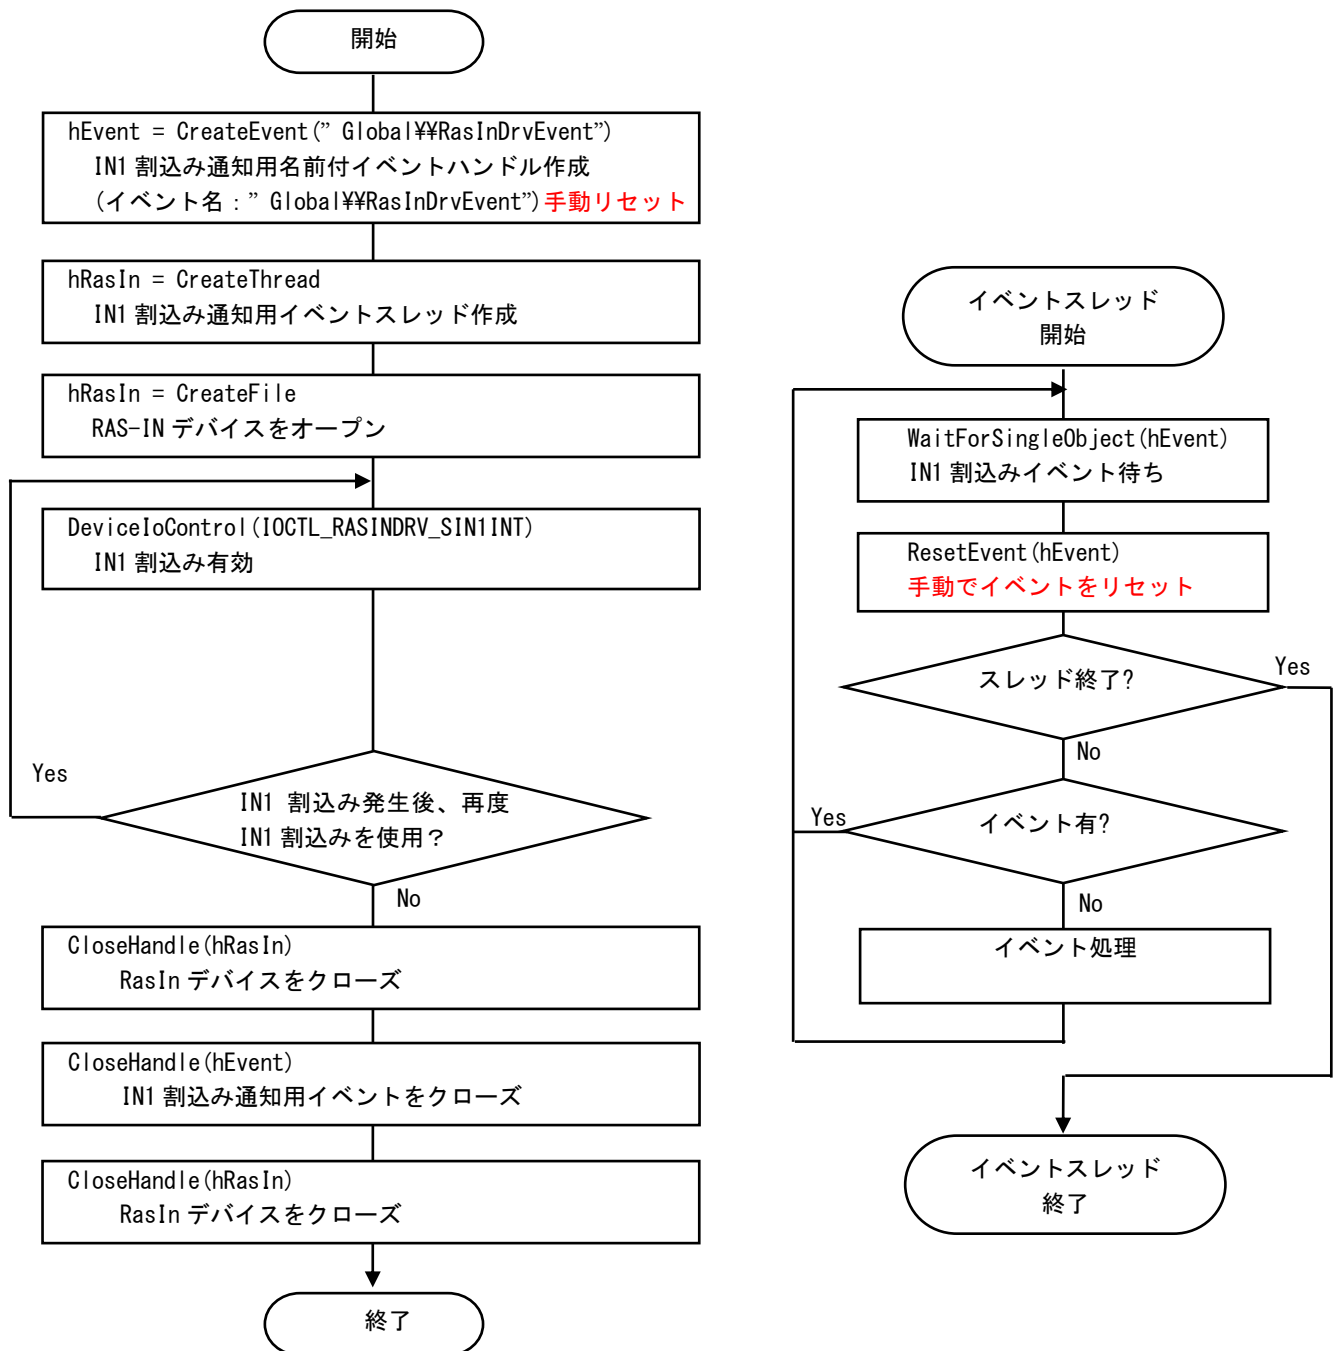 開始
hEvent = CreateEvent(” Global¥¥RasInDrvEvent”)
IN1 割込み通知用名前付イベントハンドル作成
(イベント名：” Global¥¥RasInDrvEvent”)手動リセット
hRasIn = CreateThread
IN1 割込み通知用イベントスレッド作成
hRasIn = CreateFile
RAS-IN デバイスをオープン
DeviceIoControl(IOCTL_RASINDRV_SIN1INT)
IN1 割込み有効
Yes
IN1 割込み発生後、再度
IN1 割込みを使用？
No
CloseHandle(hRasIn)
RasIn デバイスをクローズ
CloseHandle(hEvent)
IN1 割込み通知用イベントをクローズ
CloseHandle(hRasIn)
RasIn デバイスをクローズ
終了
イベントスレッド
開始
WaitForSingleObject(hEvent)
IN1 割込みイベント待ち
ResetEvent(hEvent)
手動でイベントをリセット
スレッド終了?
Yes
No
イベント有?
Yes
No
イベント処理
イベントスレッド
終了